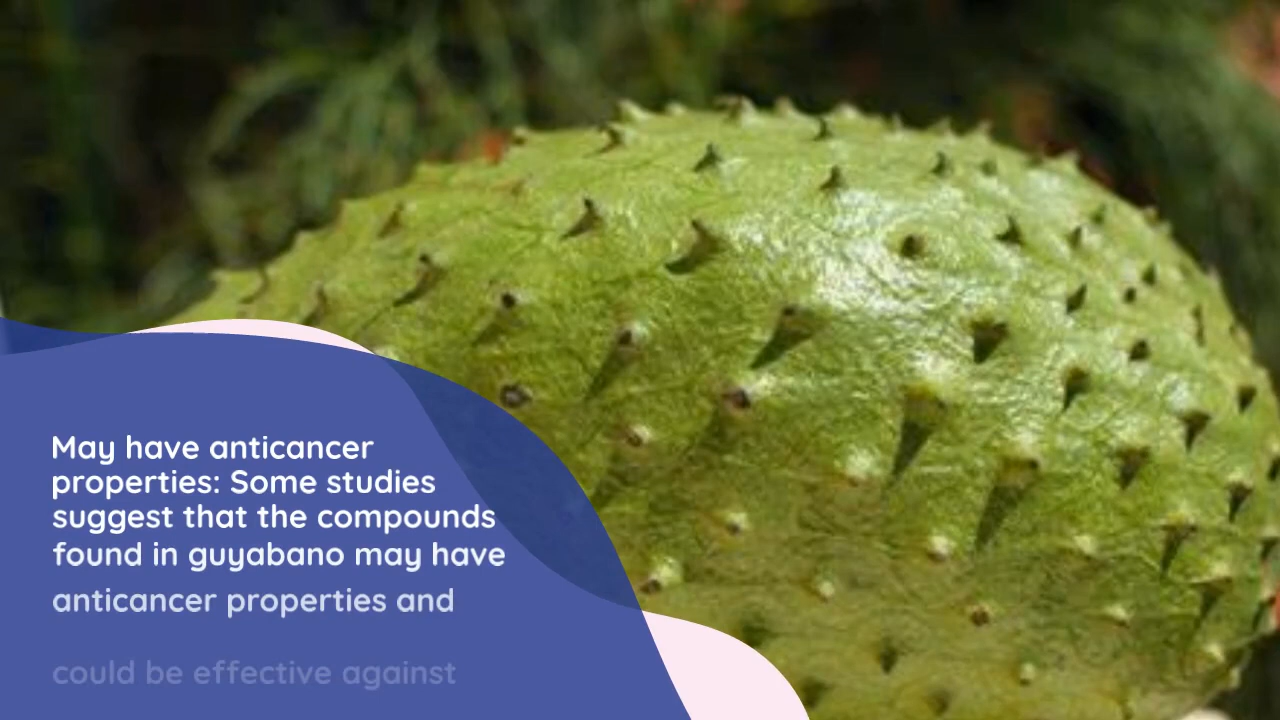 May have anticancer
properties: Some studies
suggest that the compounds
found in guyabano may have
anticancer properties and
could be effective against